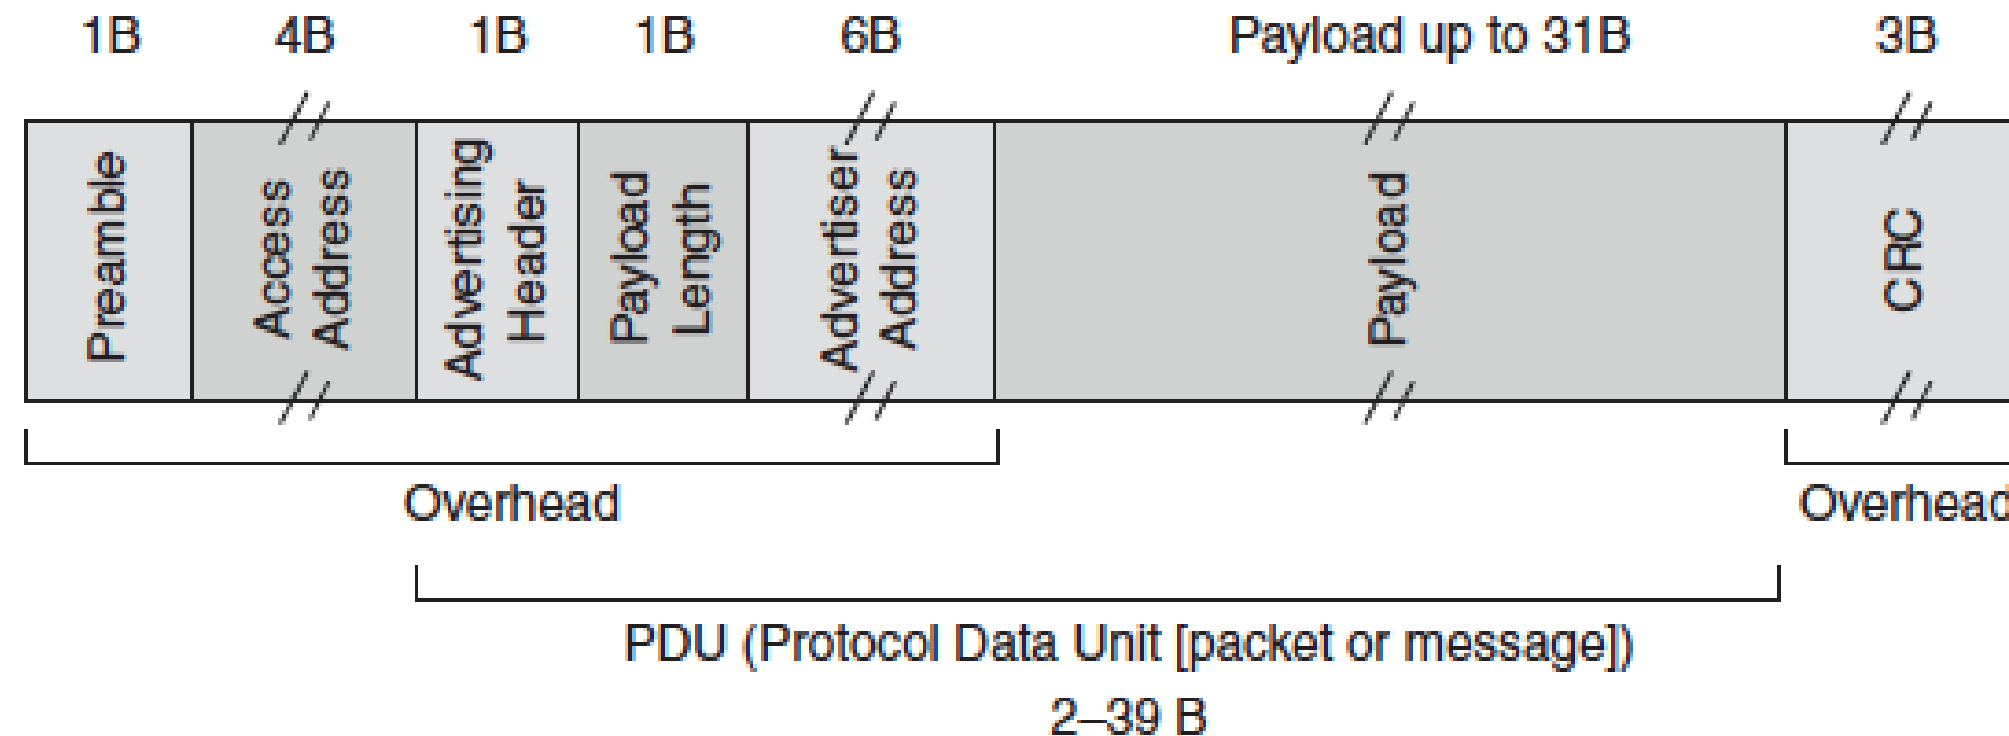 1B 4B 1B 1B 6B Payload up to 31B 3B
Preamble
Access
Address
Advertising
Header
Payload
Length
Advertiser
Address
Payload
CRC
Overhead
Overhead
PDU (Protocol Data Unit [packet or message])
2–39 B